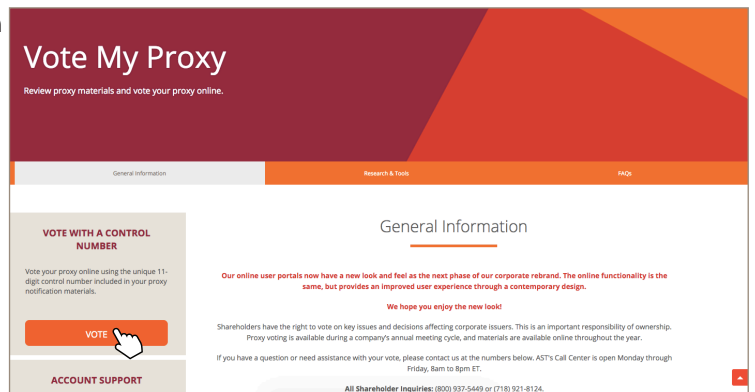 Vote My Proxy
Review proxy materials and vote your proxy online.
General Information
Research & Tools
FAQs
VOTE WITH A CONTROL
NUMBER
Vote your proxy online using the unique 11-
digit control number included in your proxy
notification materials.
VOTE
ACCOUNT SUPPORT
General Information
Our online user portals now have a new look and feel as the next phase of our corporate rebrand. The online functionality is the
same, but provides an improved user experience through a contemporary design.
We hope you enjoy the new look!
Shareholders have the right to vote on key issues and decisions affecting corporate issuers. This is an important responsibility of ownership.
Proxy voting is available during a company's annual meeting cycle, and materials are available online throughout the year.
If you have a question or need assistance with your vote, please contact us at the numbers below. AST's Call Center is open Monday through
Friday, 8am to 8pm ET.
All Shareholder Inquiries: (800) 937-5449 or (718) 921-8124.